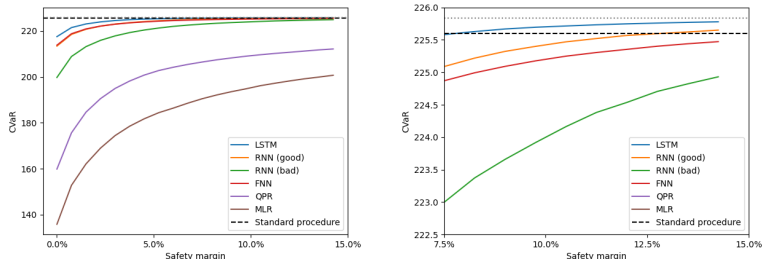 220
200
180
160
140
CVaR
0.0%
5.0%
10.0%
15.0%
Safety margin
LSTM
RNN (good)
RNN (bad)
FNN
QPR
MLR
Standard procedure
226.0
225.5
225.0
224.5
224.0
223.5
223.0
222.5
CVaR
7.5%
10.0%
12.5%
15.0%
Safety margin
LSTM
RNN (good)
RNN (bad)
FNN
QPR
MLR
Standard procedure